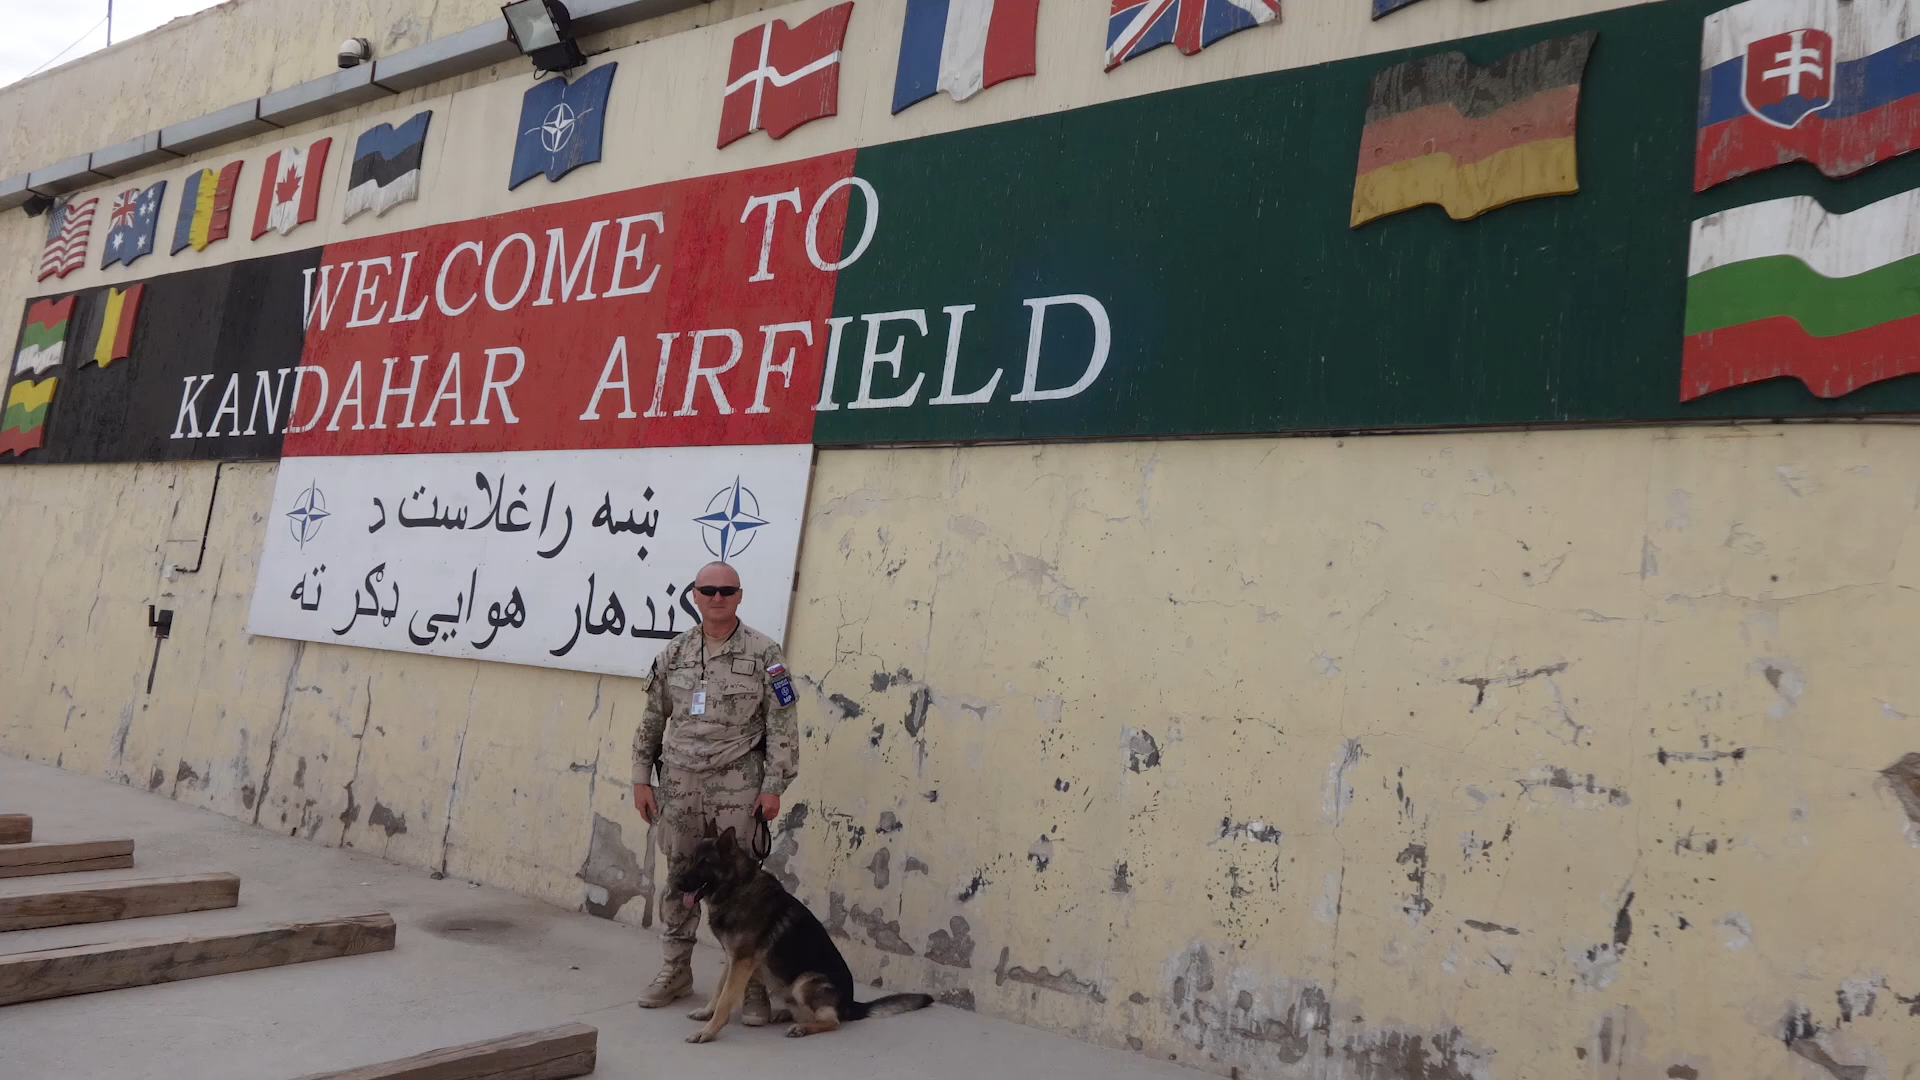 WELCOME TO
KANDAHAR AIRFIELD
ښه راغلاست د
کندهار هوایی ډګر ته